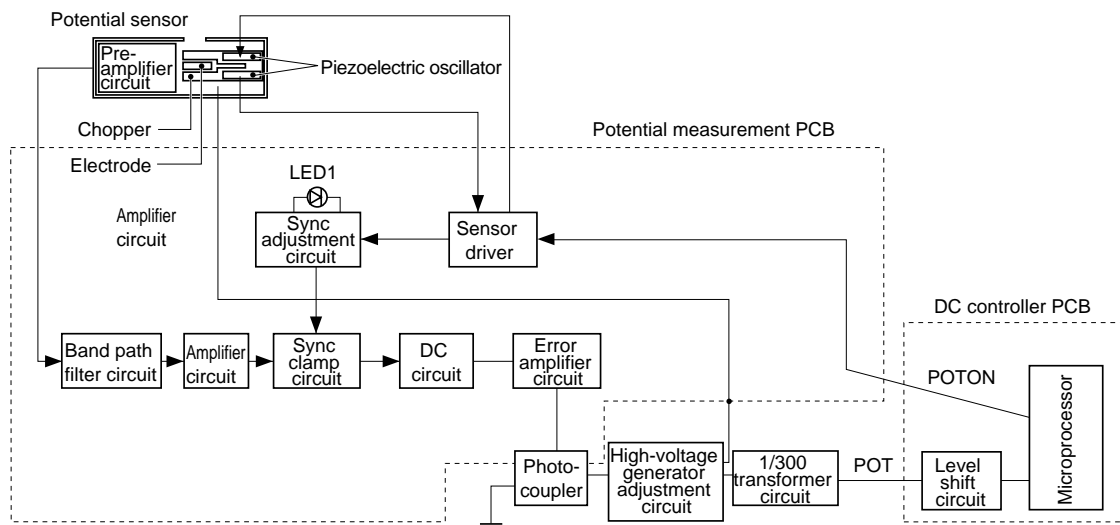 Potential sensor
Pre-
amplifier
circuit
Piezoelectric oscillator
Chopper
Electrode
Potential measurement PCB
LED1
Amplifier
circuit
Sync
adjustment
circuit
Sensor
driver
DC controller PCB
Band path
filter circuit
Amplifier
circuit
Sync
clamp
circuit
DC
circuit
Error
amplifier
circuit
POTON
Microprocessor
Photo-
coupler
High-voltage
generator
adjustment
circuit
1/300
transformer
circuit
POT
Level
shift
circuit